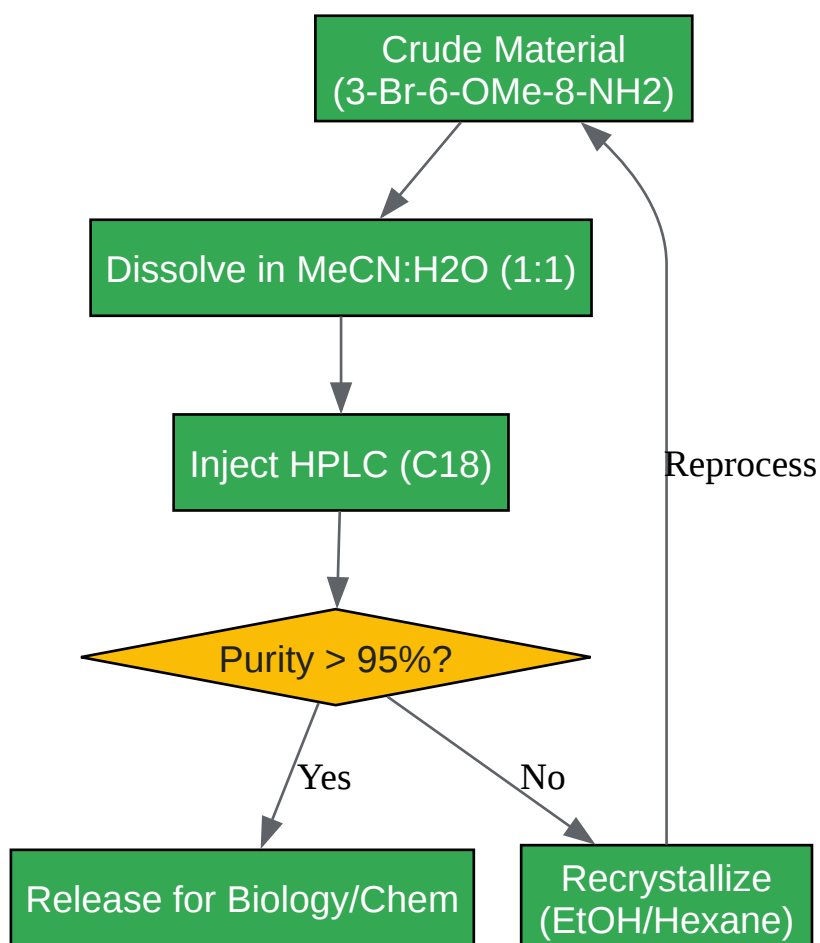 Crude Material
(3-Br-6-OMe-8-NH2)
Dissolve in MeCN:H2O (1:1)
Inject HPLC (C18)
Reprocess
Purity > 95%?
Yes
No
Release for Biology/Chem
Recrystallize
(EtOH/Hexane)